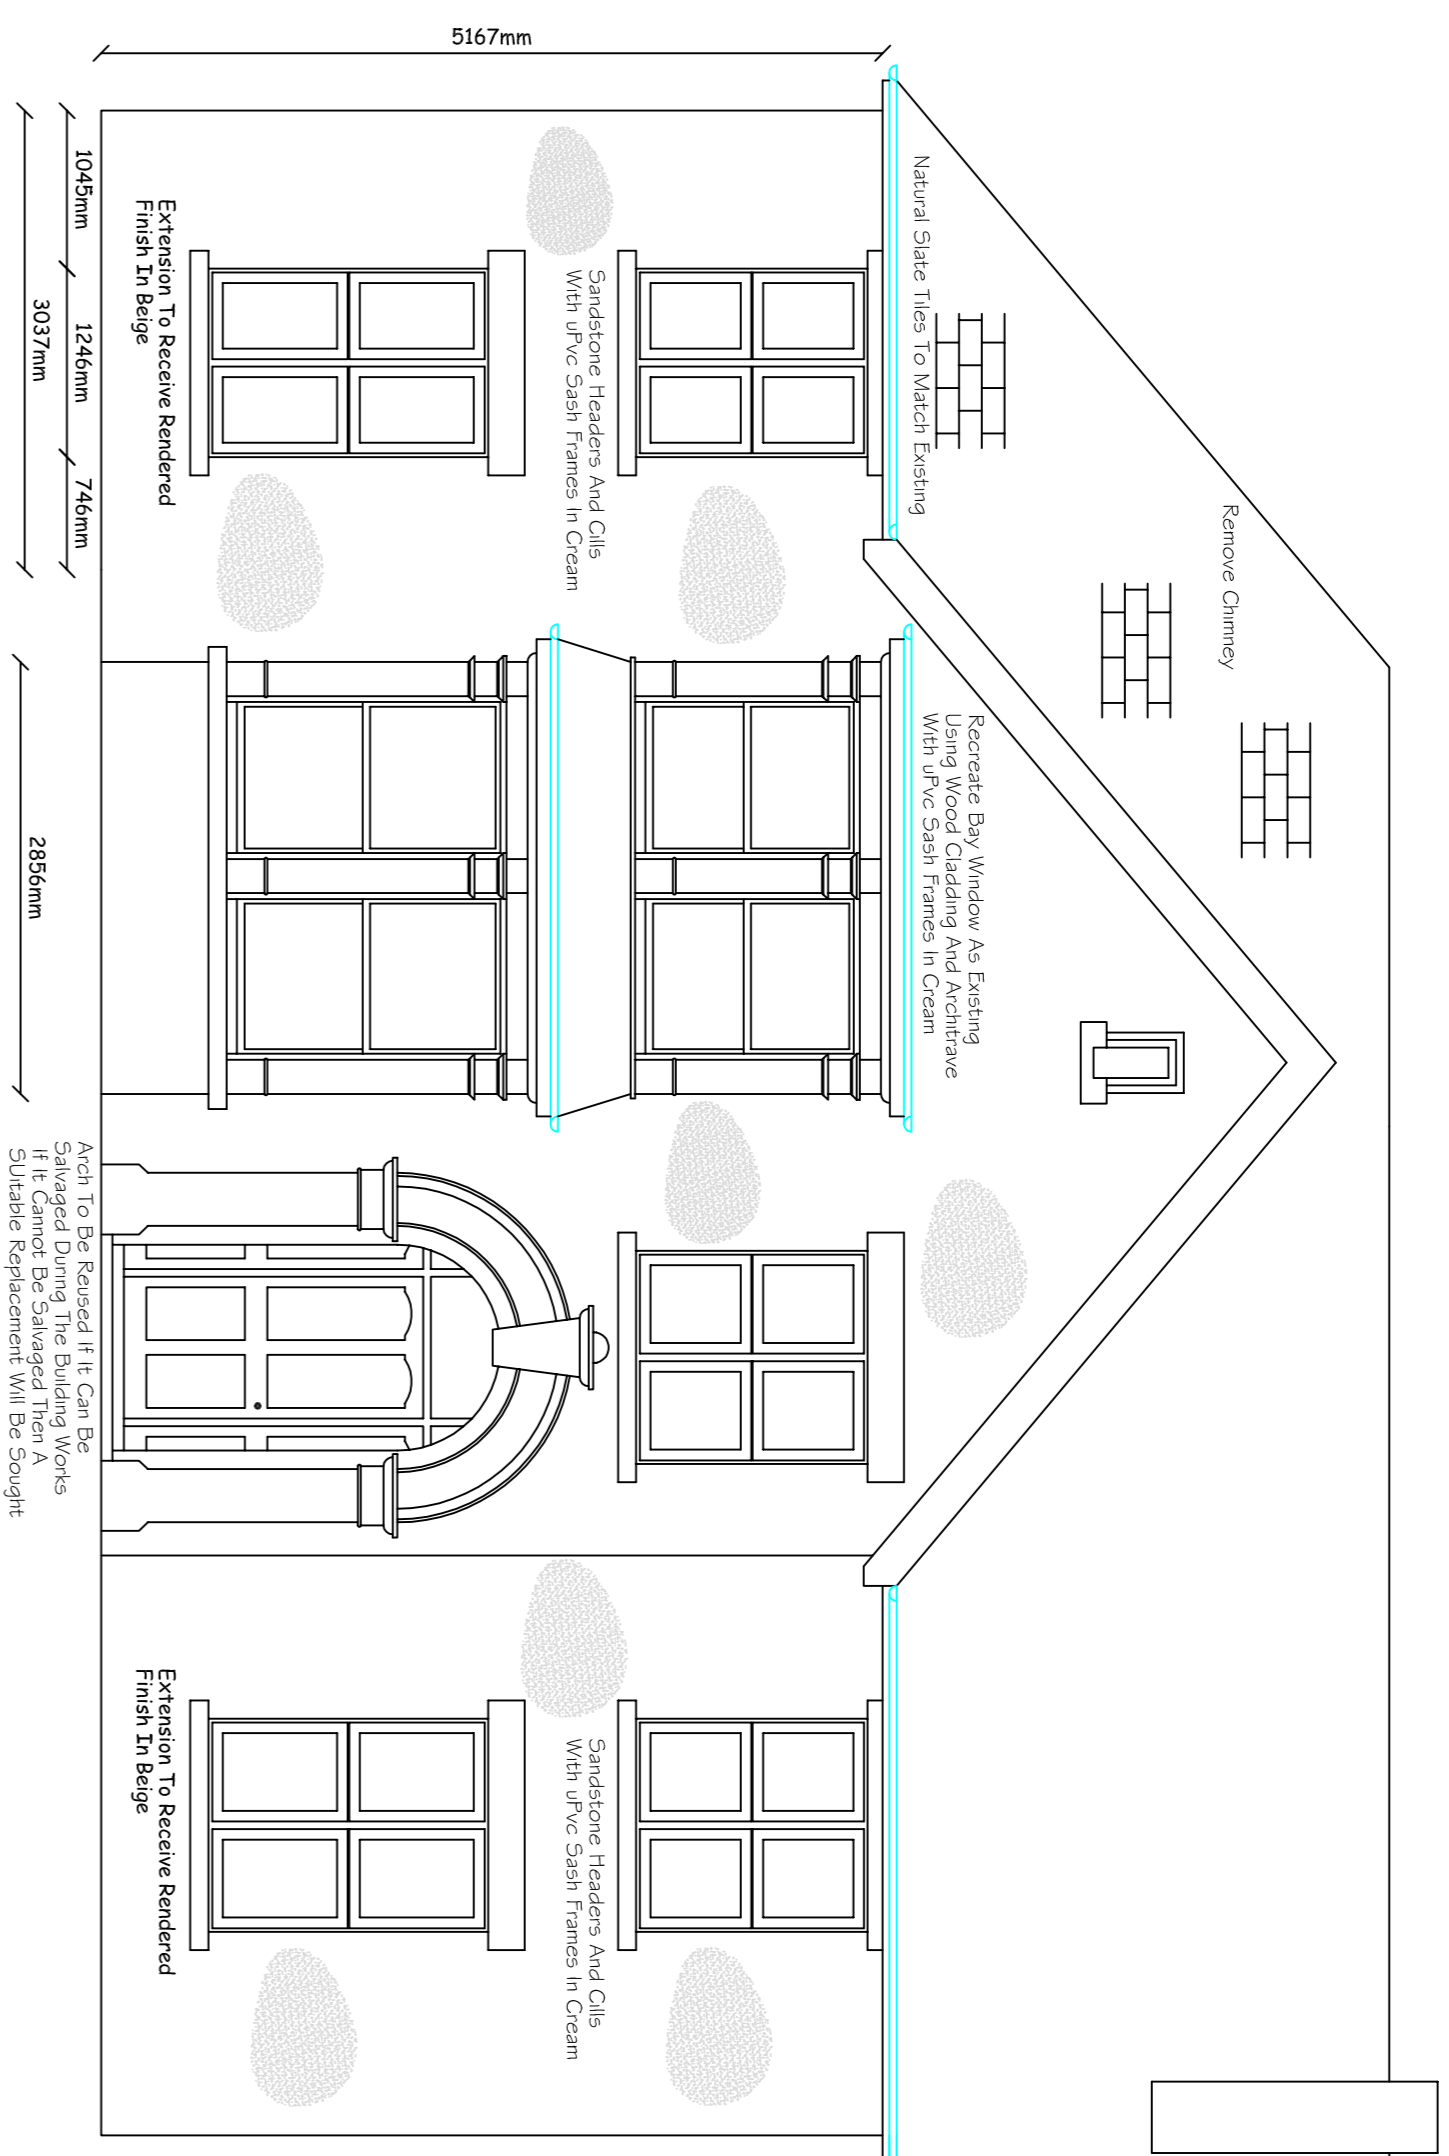 Remove Chimney
Natural Slate Tiles To Match Existing
Recreate Bay Window As Existing
Using Wood Cladding And Architrave
With uPvc Sash Frames In Cream
5167mm
Sandstone Headers And Cills
With uPvc Sash Frames In Cream
Sandstone Headers And Cills
With uPvc Sash Frames In Cream
Extension To Receive Rendered
Finish In Beige
Extension To Receive Rendered
Finish In Beige
1045mm
1246mm
746mm
3037mm
2856mm
Arch To Be Reused If It Can Be
Salvaged During The Building Works
If It Cannot Be Salvaged Then A
SUitable Replacement Will Be Sought